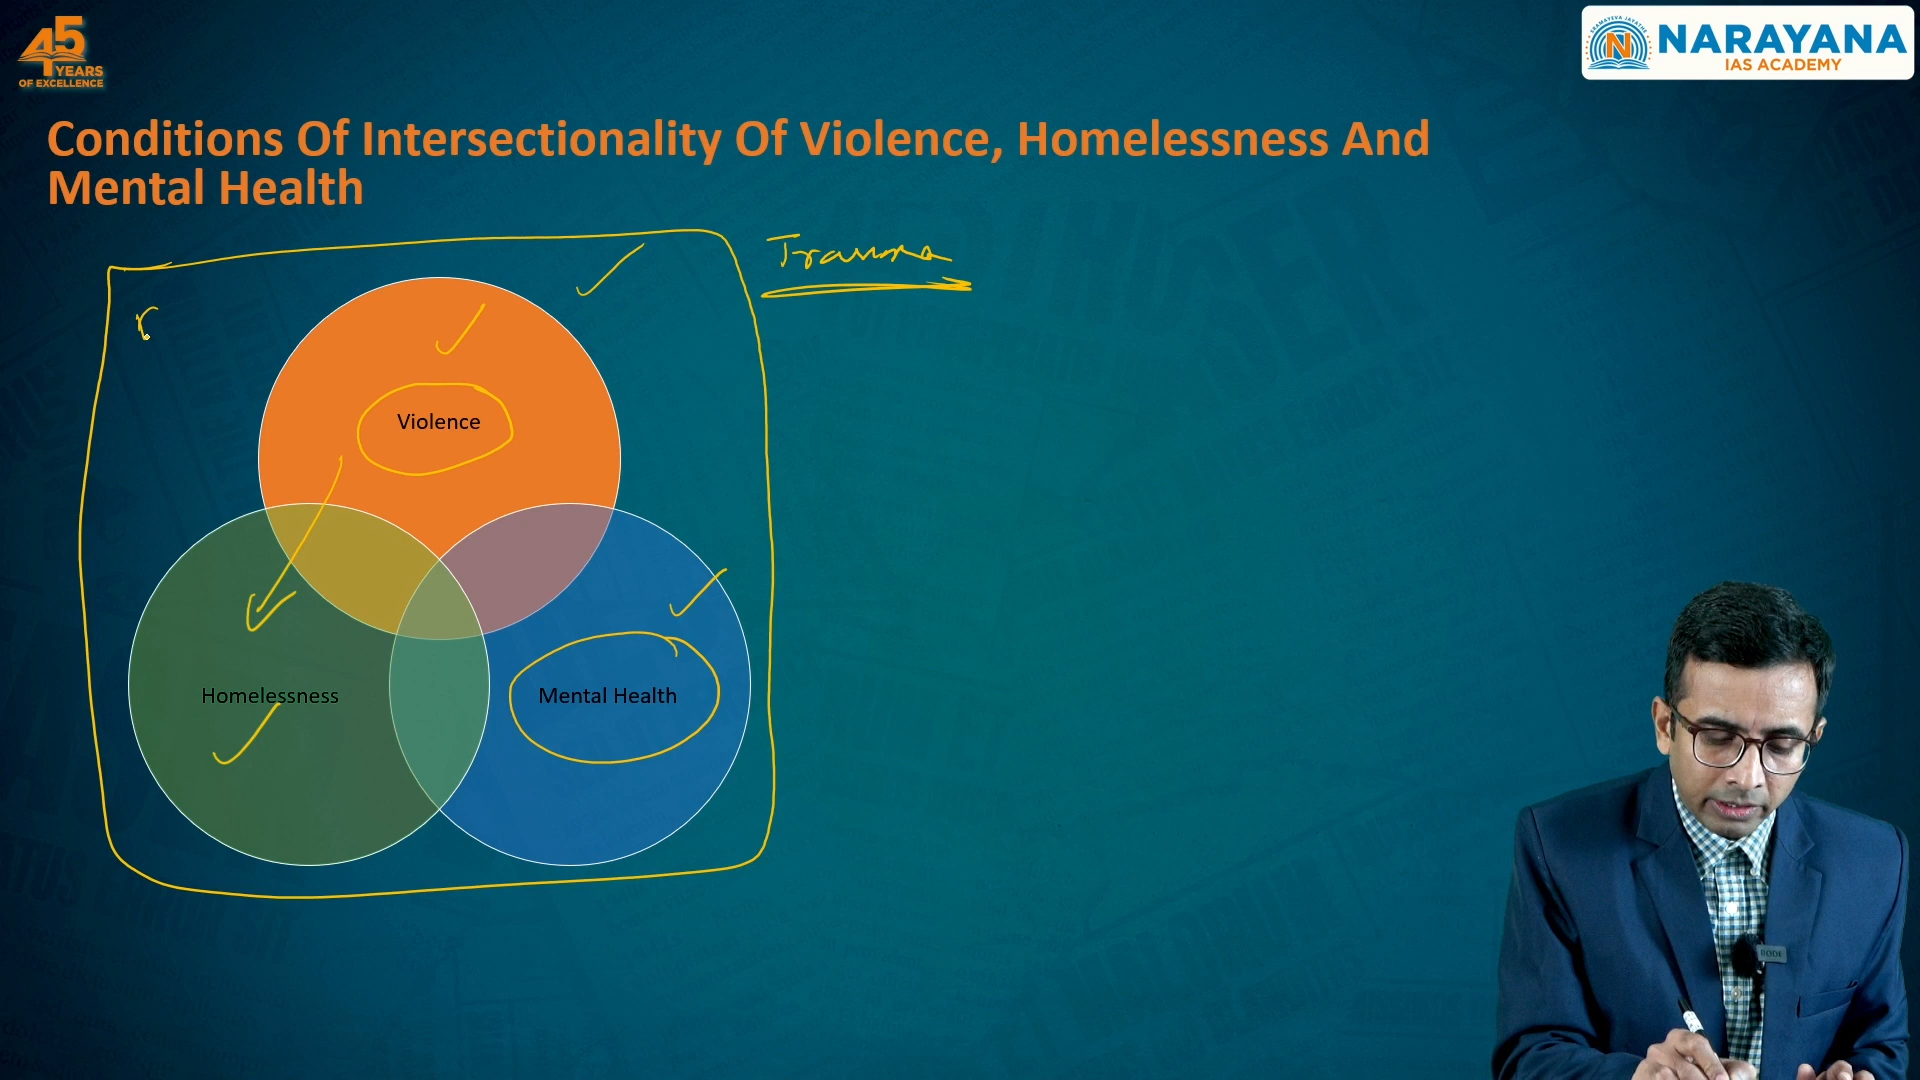 45
YEARS
OF EXCELLENCE
NARAYANA
IAS ACADEMY
Conditions Of Intersectionality Of Violence, Homelessness And
Mental Health
Trauma
Violence
Homelessness
Mental Health
RODE